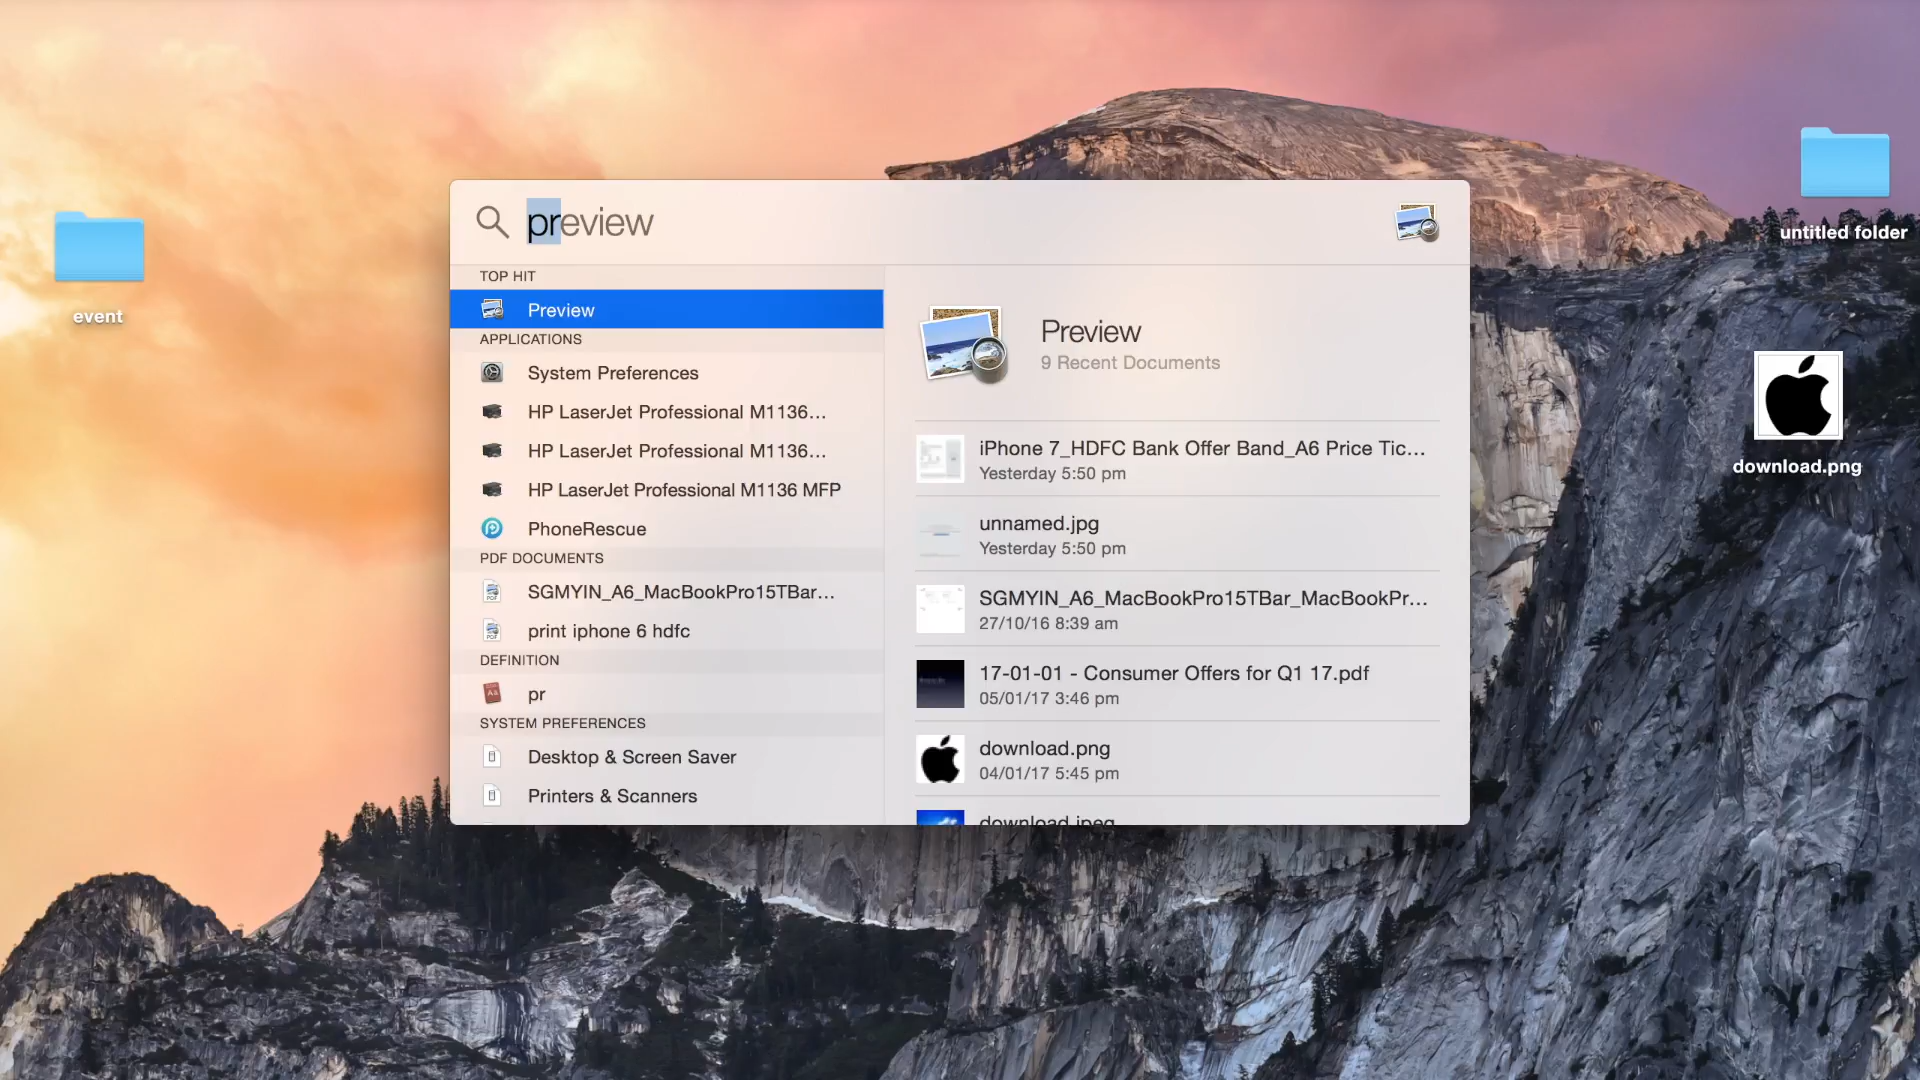 preview
TOP HIT
Preview
APPLICATIONS
System Preferences
HP LaserJet Professional M1136...
HP LaserJet Professional M1136...
HP LaserJet Professional M1136 MFP
PhoneRescue
PDF DOCUMENTS
SGMYIN_A6_MacBookPro15TBar...
print iphone 6 hdfc
DEFINITION
pr
SYSTEM PREFERENCES
Desktop & Screen Saver
Printers & Scanners
Preview
9 Recent Documents
iPhone 7_HDFC Bank Offer Band_A6 Price Tic...
Yesterday 5:50 pm
unnamed.jpg
Yesterday 5:50 pm
SGMYIN_A6_MacBookPro15TBar_MacBookPr...
27/10/16 8:39 am
17-01-01 - Consumer Offers for Q1 17.pdf
05/01/17 3:46 pm
download.png
04/01/17 5:45 pm
download.jpeg
event
untitled folder
download.png